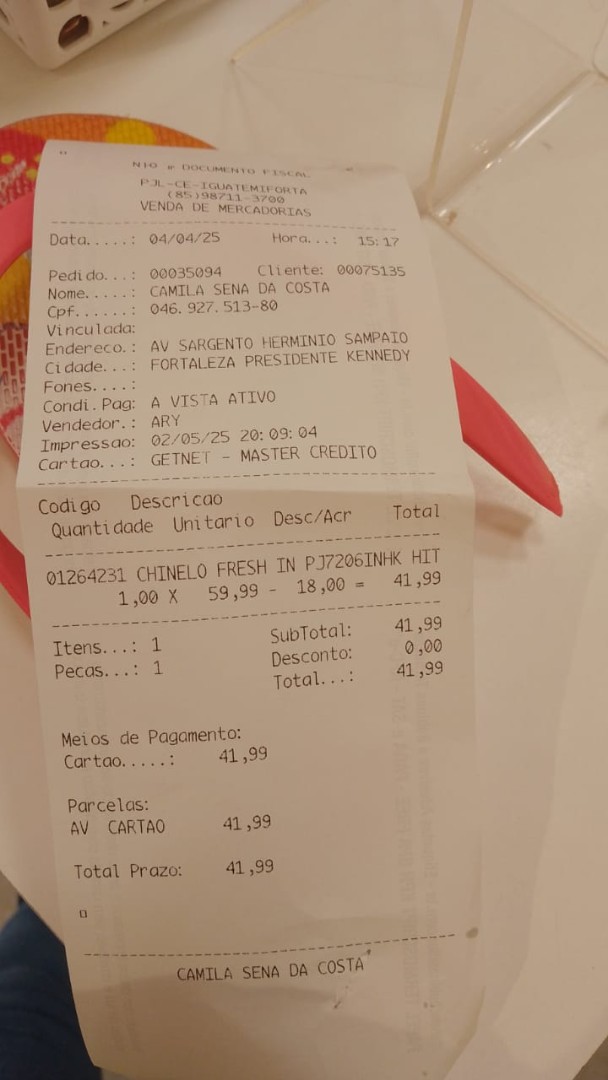 NÃO é DOCUMENTO FISCAL
PJL-CE-IGUATEMIFORTA
(85)98711-3700
VENDA DE MERCADORIAS
Data.....: 04/04/25 Hora...: 15:17
Pedido...: 00035094 Cliente: 00075135
Nome.....: CAMILA SENA DA COSTA
Cpf......: 046.927.513-80
Vinculada:
Endereco.: AV SARGENTO HERMINIO SAMPAIO
Cidade...: FORTALEZA PRESIDENTE KENNEDY
Fones....:
Condi.Pag: A VISTA ATIVO
Vendedor.: ARY
Impressao: 02/05/25 20:09:04
Cartao...: GETNET - MASTER CREDITO
Codigo Descricao
Quantidade Unitario Desc/Acr Total
01264231 CHINELO FRESH IN PJ7206INHK HIT
1,00 X 59,99 - 18,00 = 41,99
Itens...: 1 SubTotal: 41,99
Pecas...: 1 Desconto: 0,00
Total...: 41,99
Meios de Pagamento:
Cartao.....: 41,99
Parcelas:
AV CARTAO 41,99
Total Prazo: 41,99
CAMILA SENA DA COSTA